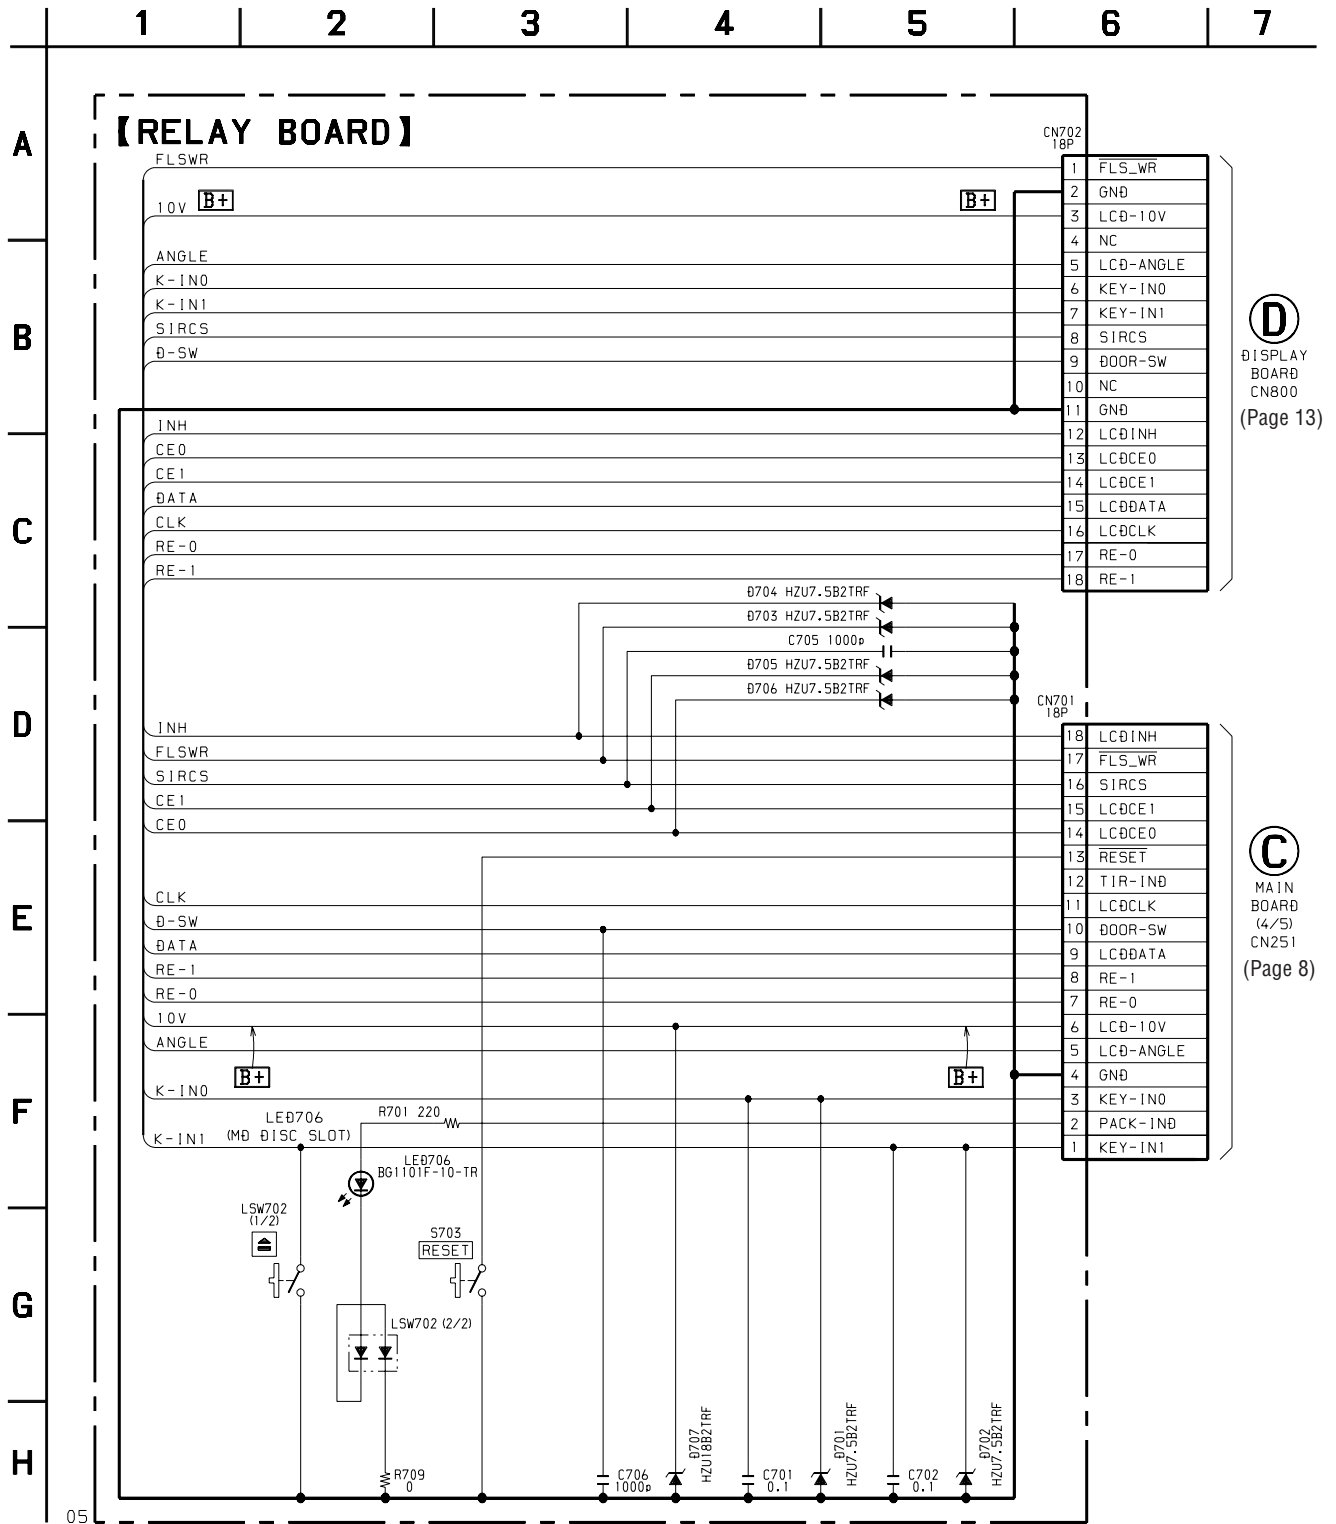 1 2 3 4 5 6 7
A
B
C
D
E
F
G
H
【RELAY BOARD】
CN702
18P
FLSWR
1 FLS_WR
B+
B+
2 GND
10V
3 LCD-10V
4 NC
ANGLE
5 LCD-ANGLE
K-IN0
6 KEY-IN0
K-IN1
7 KEY-IN1
SIRCS
8 SIRCS
D-SW
9 DOOR-SW
10 NC
11 GND
INH
12 LCDINH
CE0
13 LCDCE0
CE1
14 LCDCE1
DATA
15 LCDDATA
CLK
16 LCDCLK
RE-0
17 RE-0
RE-1
18 RE-1
D
DISPLAY
BOARD
CN800
(Page 13)
D704 HZU7.5B2TRF
D703 HZU7.5B2TRF
C705 1000p
D705 HZU7.5B2TRF
D706 HZU7.5B2TRF
CN701
18P
INH
18 LCDINH
FLSWR
17 FLS_WR
SIRCS
16 SIRCS
CE1
15 LCDCE1
CE0
14 LCDCE0
13 RESET
12 TIR-IND
CLK
11 LCDCLK
D-SW
10 DOOR-SW
DATA
9 LCDDATA
RE-1
8 RE-1
RE-0
7 RE-0
10V
6 LCD-10V
ANGLE
5 LCD-ANGLE
B+
B+
4 GND
K-IN0
3 KEY-IN0
2 PACK-IND
K-IN1
1 KEY-IN1
C
MAIN
BOARD
(4/5)
CN251
(Page 8)
LED706
(MD DISC SLOT)
R701 220
LED706
BG1101F-10-TR
LSW702
(1/2)
S703
RESET
LSW702 (2/2)
R709
0
C706
1000p
D707
HZU18B2TRF
C701
0.1
D701
HZU7.5B2TRF
C702
0.1
D702
HZU7.5B2TRF
05